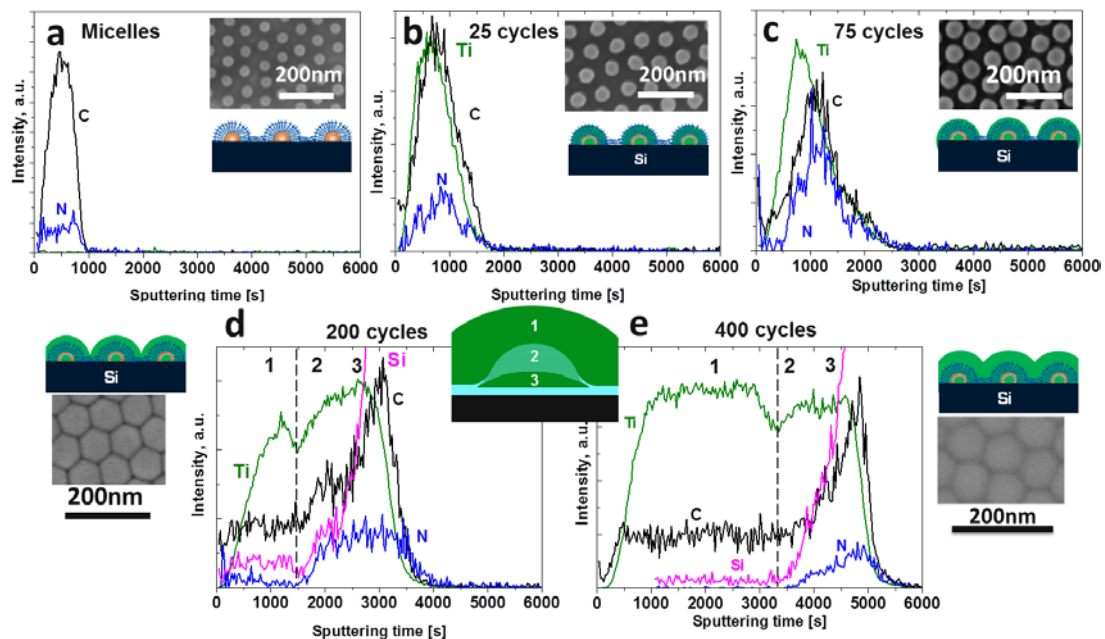 a Micelles
Intensity, a.u.
C
N
200nm
0 1000 2000 3000 4000 5000 6000
Sputtering time [s]
b 25 cycles
Intensity, a.u.
Ti
C
N
200nm
Si
0 1000 2000 3000 4000 5000 6000
Sputtering time [s]
c 75 cycles
Intensity, a.u.
Ti
C
N
200nm
Si
0 1000 2000 3000 4000 5000 6000
Sputtering time [s]
Si
200nm
d 200 cycles
Intensity, a.u.
1 2 3
Si
C
Ti
N
0 1000 2000 3000 4000 5000 6000
Sputtering time [s]
1
2
3
e 400 cycles
Intensity, a.u.
1 2 3
Ti
C
Si
N
0 1000 2000 3000 4000 5000 6000
Sputtering time [s]
Si
200nm